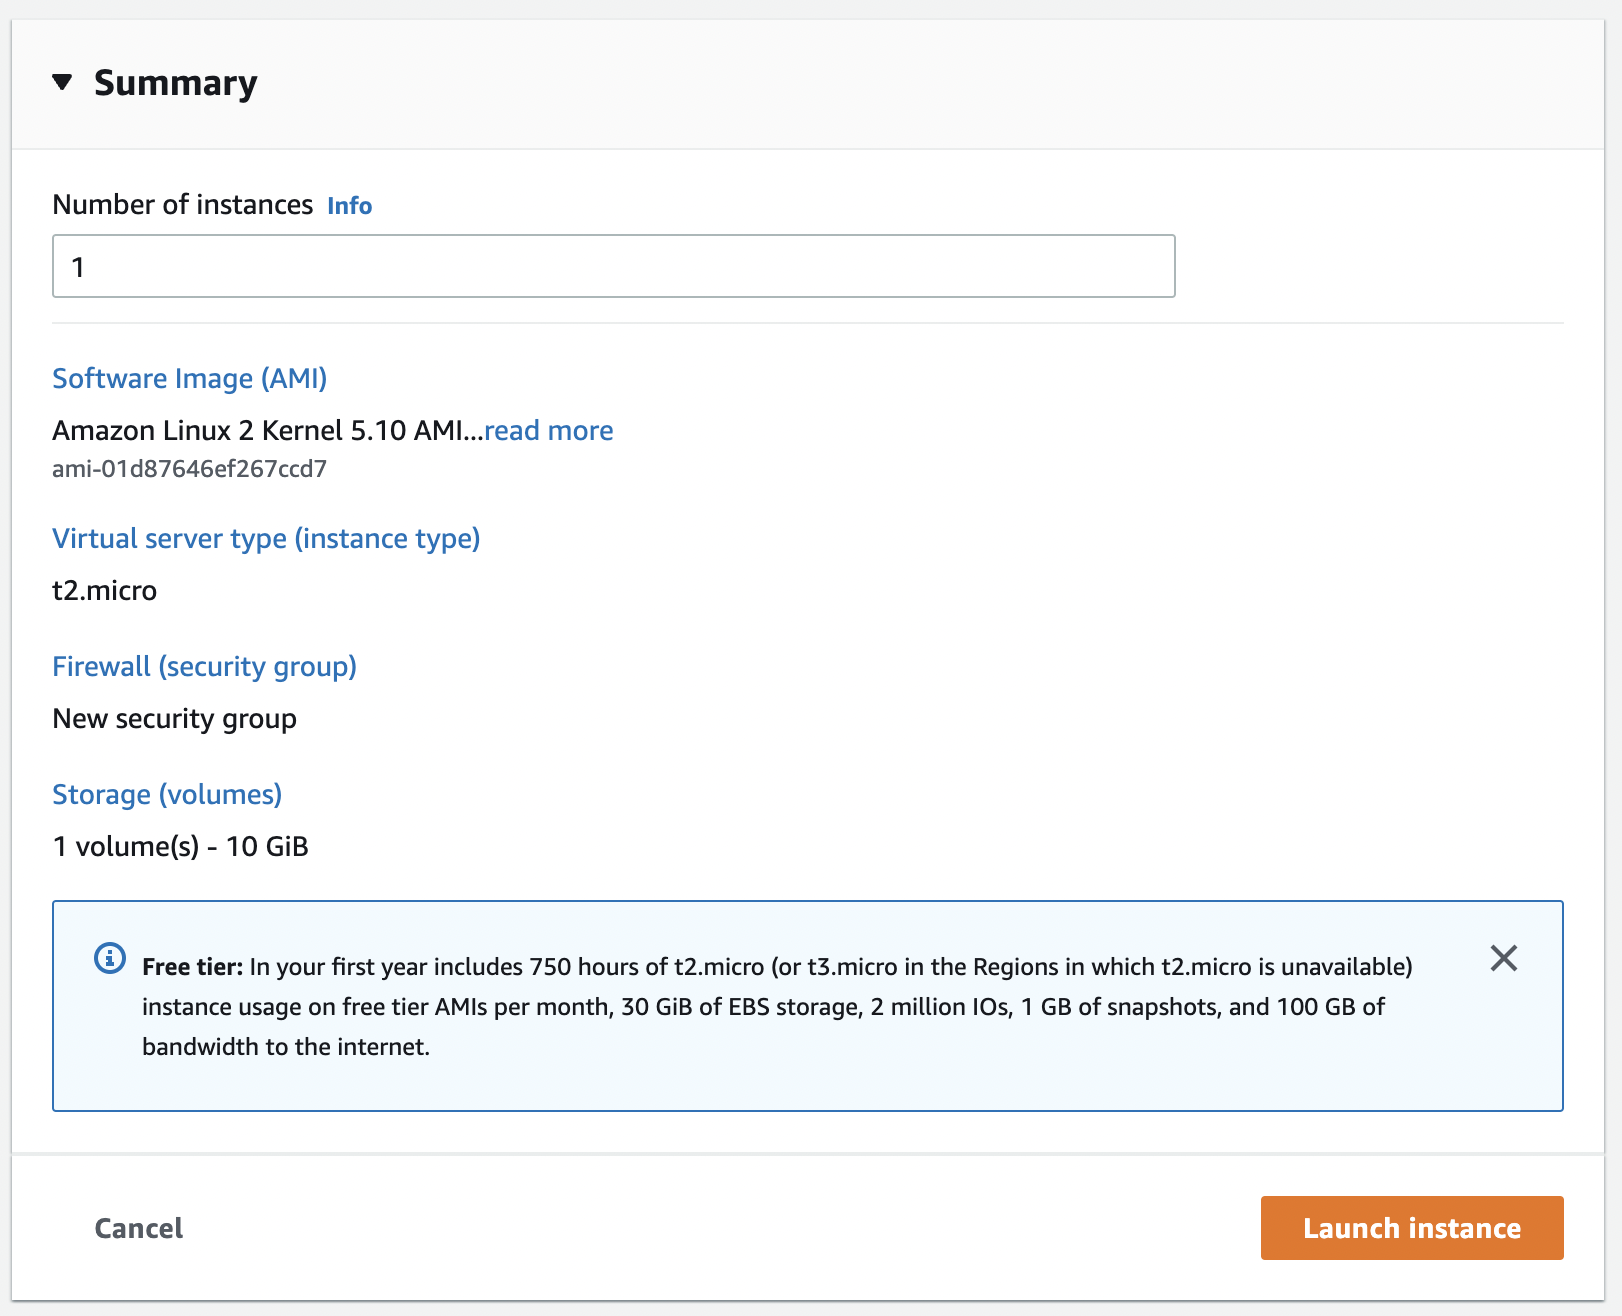 Summary
Number of instances Info
1
Software Image (AMI)
Amazon Linux 2 Kernel 5.10 AMI...read more
ami-01d87646ef267ccd7
Virtual server type (instance type)
t2.micro
Firewall (security group)
New security group
Storage (volumes)
1 volume(s) - 10 GiB
Free tier: In your first year includes 750 hours of t2.micro (or t3.micro in the Regions in which t2.micro is unavailable)
instance usage on free tier AMIs per month, 30 GiB of EBS storage, 2 million IOs, 1 GB of snapshots, and 100 GB of
bandwidth to the internet.
Cancel
Launch instance